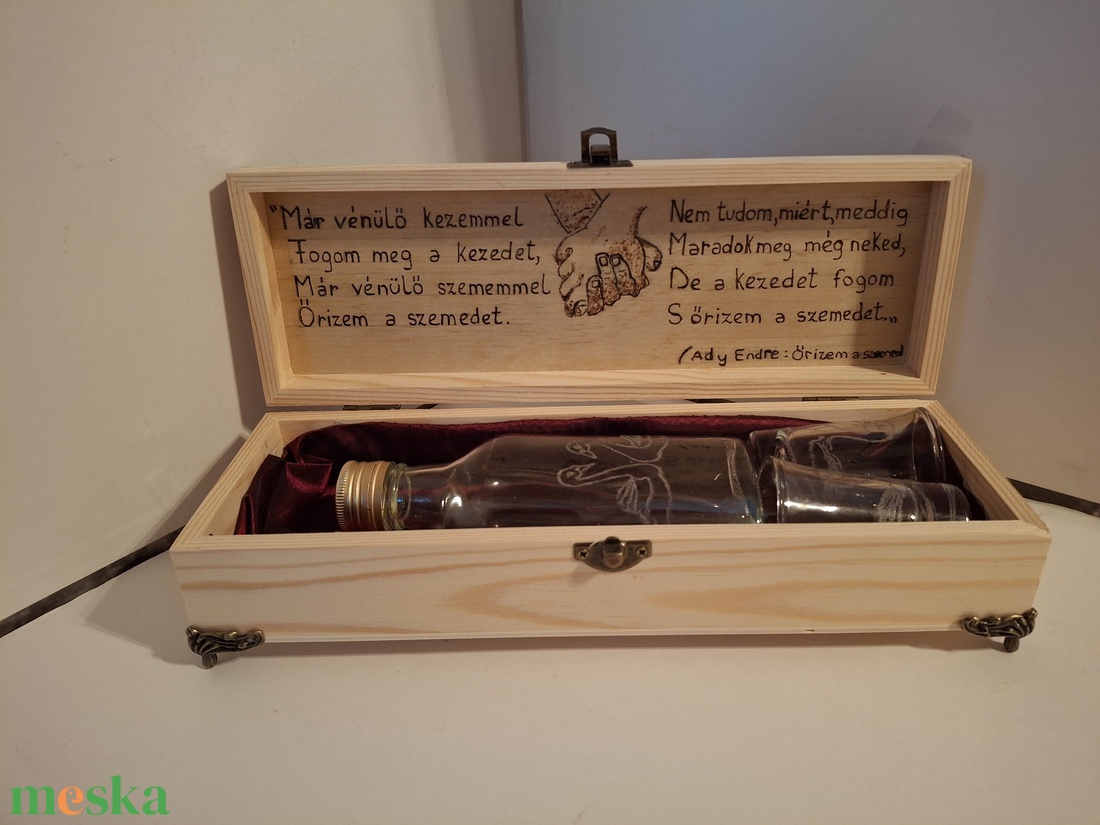 "Már vénülő kezemmel
Fogom meg a kezedet,
Már vénülő szememmel
Őrizem a szemedet.
Nem tudom,miért,meddig
Maradok meg még neked,
De a kezedet fogom
S őrizem a szemedet.„
(Ady Endre: Őrizem a szemed
meska